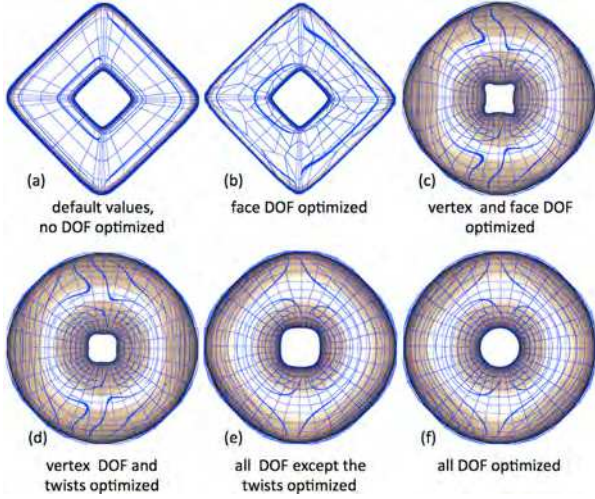 (a)
default values,
no DOF optimized
(b)
face DOF optimized
(c)
vertex and face DOF
optimized
(d)
vertex DOF and
twists optimized
(e)
all DOF except the
twists optimized
(f)
all DOF optimized